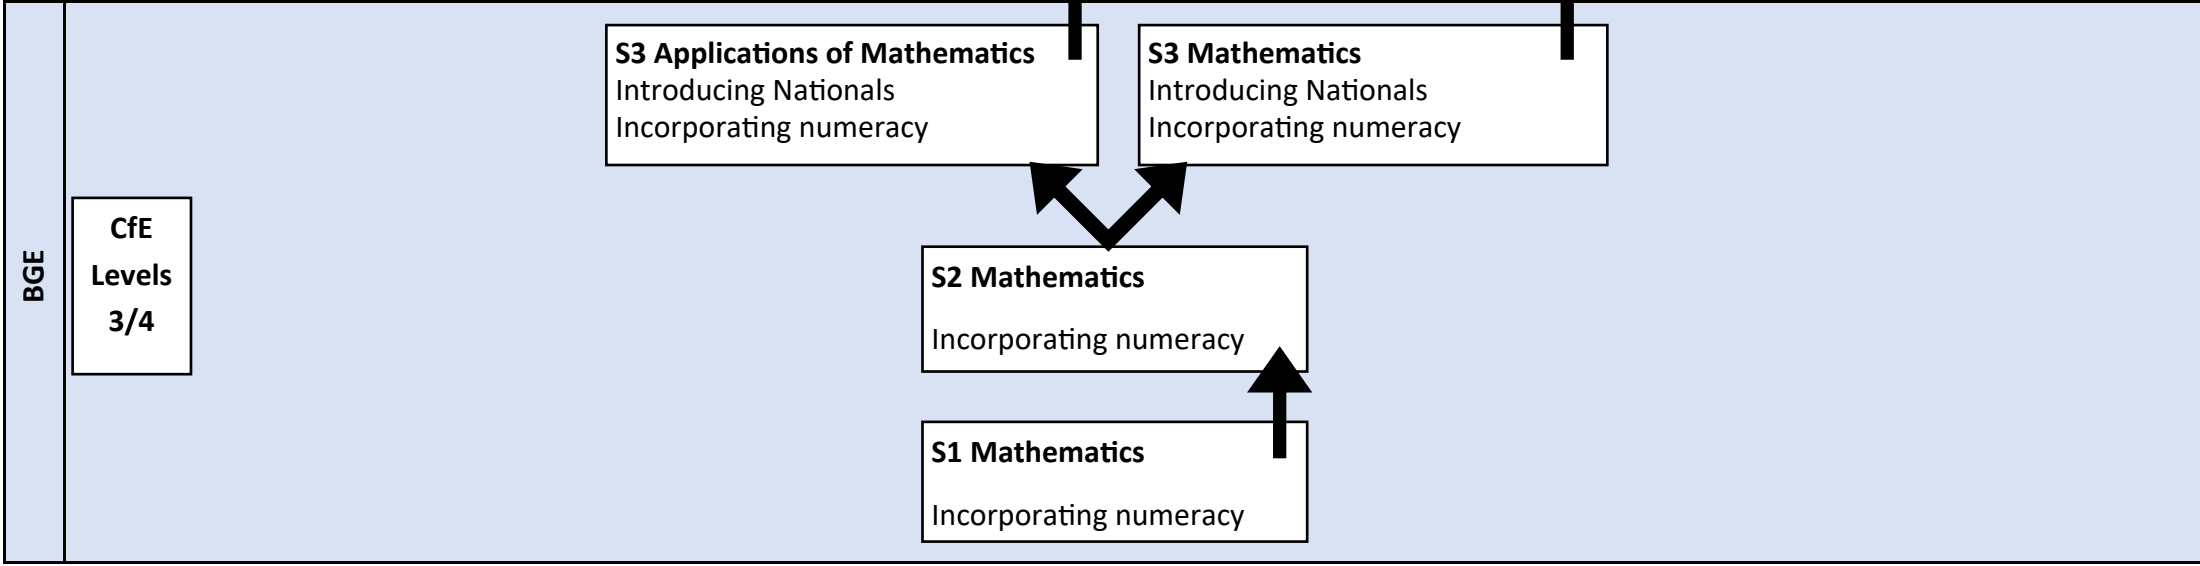 S3 Applications of Mathematics
Introducing Nationals
Incorporating numeracy
S3 Mathematics
Introducing Nationals
Incorporating numeracy
BGE
CfE
Levels
3/4
S2 Mathematics
Incorporating numeracy
S1 Mathematics
Incorporating numeracy